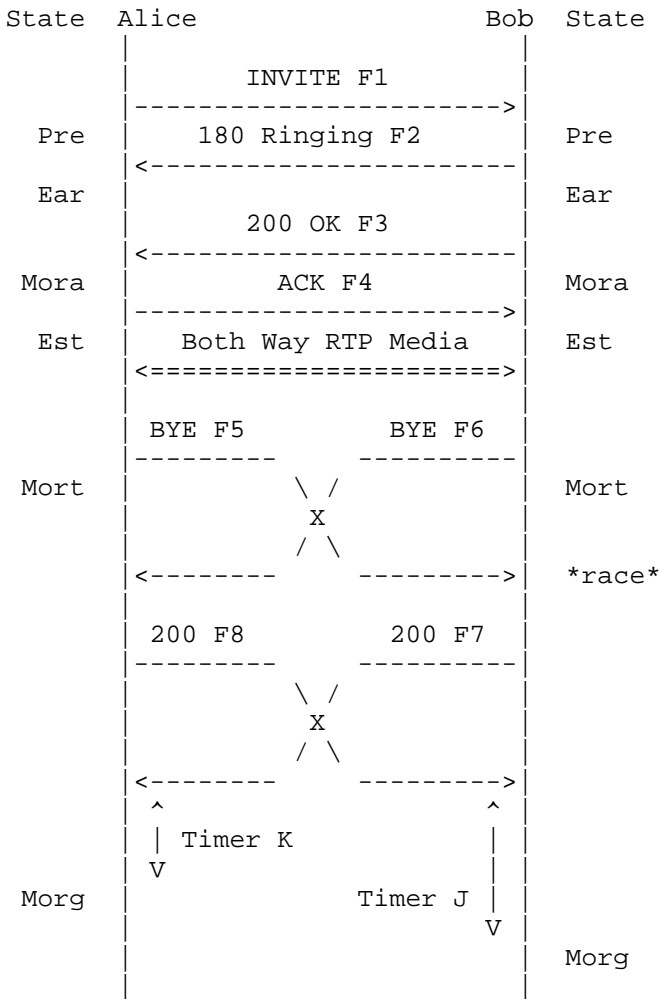 State Alice Bob State
INVITE F1
----------------------->
Pre 180 Ringing F2 Pre
<-----------------------
Ear Ear
200 OK F3
<-----------------------
Mora ACK F4 Mora
----------------------->
Est Both Way RTP Media Est
<======================>
BYE F5 BYE F6
--------- ----------
Mort \ / Mort
X
/ \
<-------- ---------> *race*
200 F8 200 F7
--------- ----------
\ /
X
/ \
<-------- --------->
^ ^
| Timer K |
V |
Morg Timer J |
V
Morg